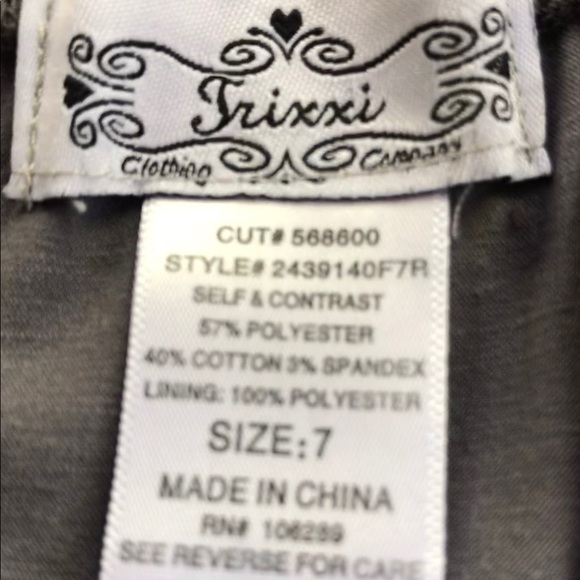 Trixxi
Clothing Company
CUT# 568600
STYLE# 2439140F7R
SELF & CONTRAST
57% POLYESTER
40% COTTON 3% SPANDEX
LINING: 100% POLYESTER
SIZE: 7
MADE IN CHINA
RN# 106289
SEE REVERSE FOR CARE